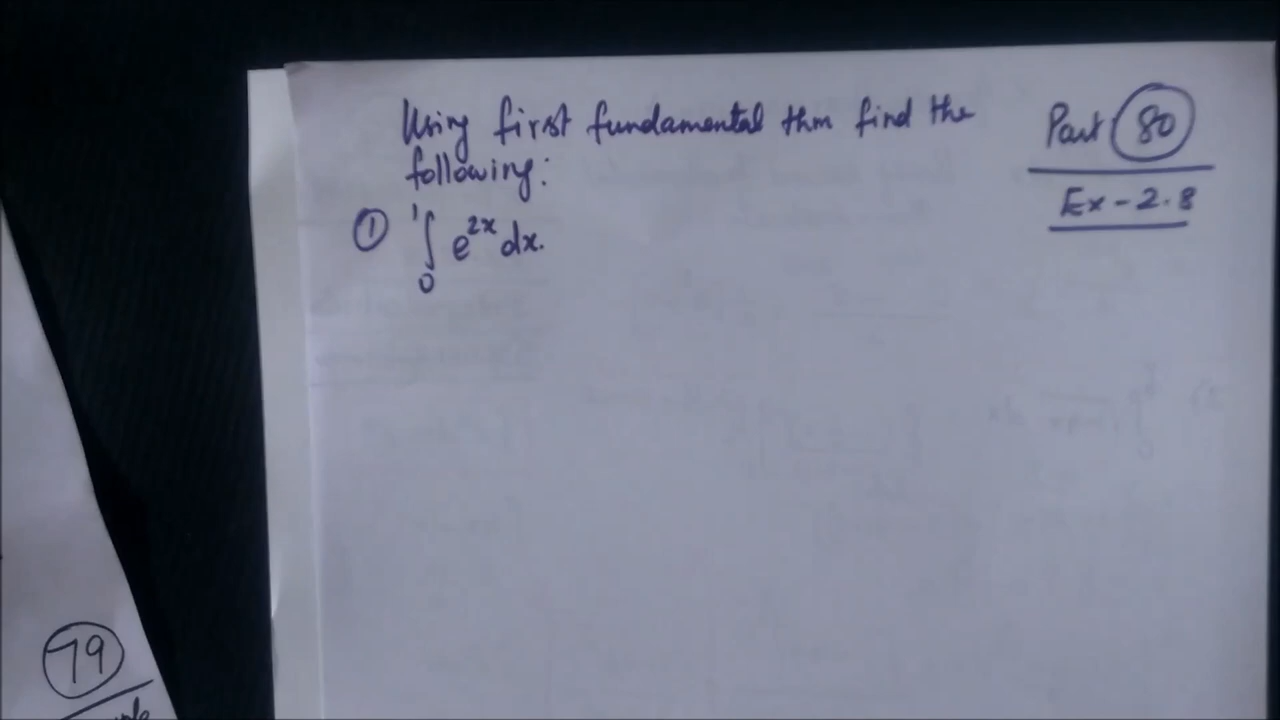 Using first fundamental thm find the
following:
① ∫₀¹ e^{2x} dx.
Part 80
Ex - 2.8
79